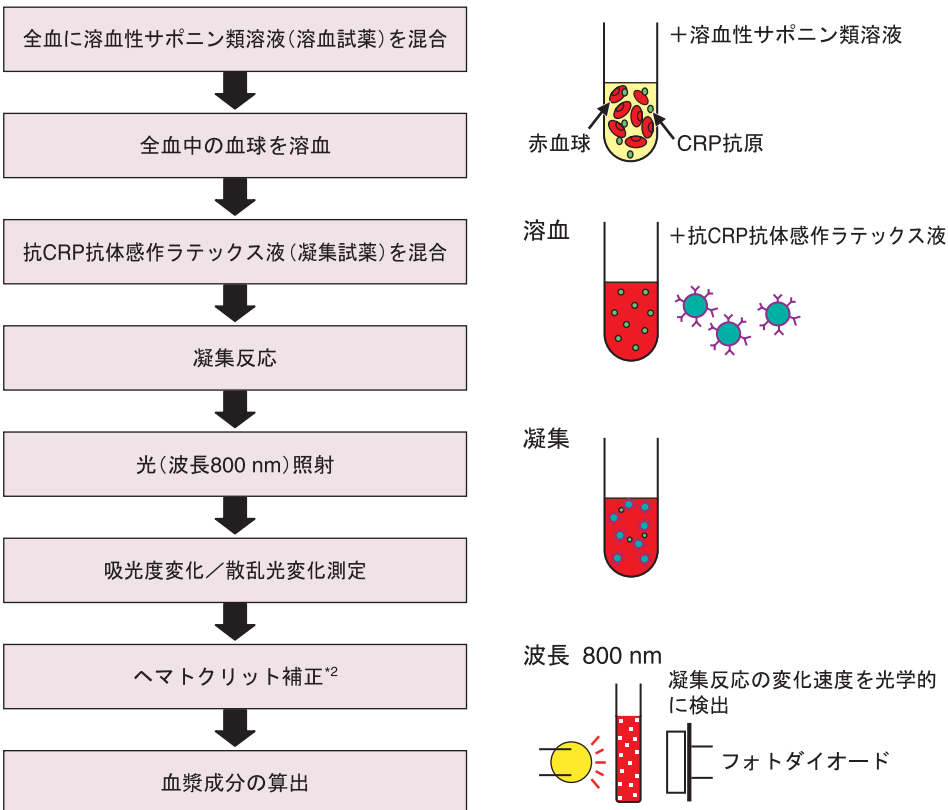 全血に溶血性サポニン類溶液（溶血試薬）を混合
全血中の血球を溶血
抗CRP抗体感作ラテックス液（凝集試薬）を混合
凝集反応
光（波長800 nm）照射
吸光度変化／散乱光変化測定
ヘマトクリット補正*2
血漿成分の算出
＋溶血性サポニン類溶液
赤血球
CRP抗原
溶血
＋抗CRP抗体感作ラテックス液
凝集
波長 800 nm
凝集反応の変化速度を光学的
に検出
フォトダイオード